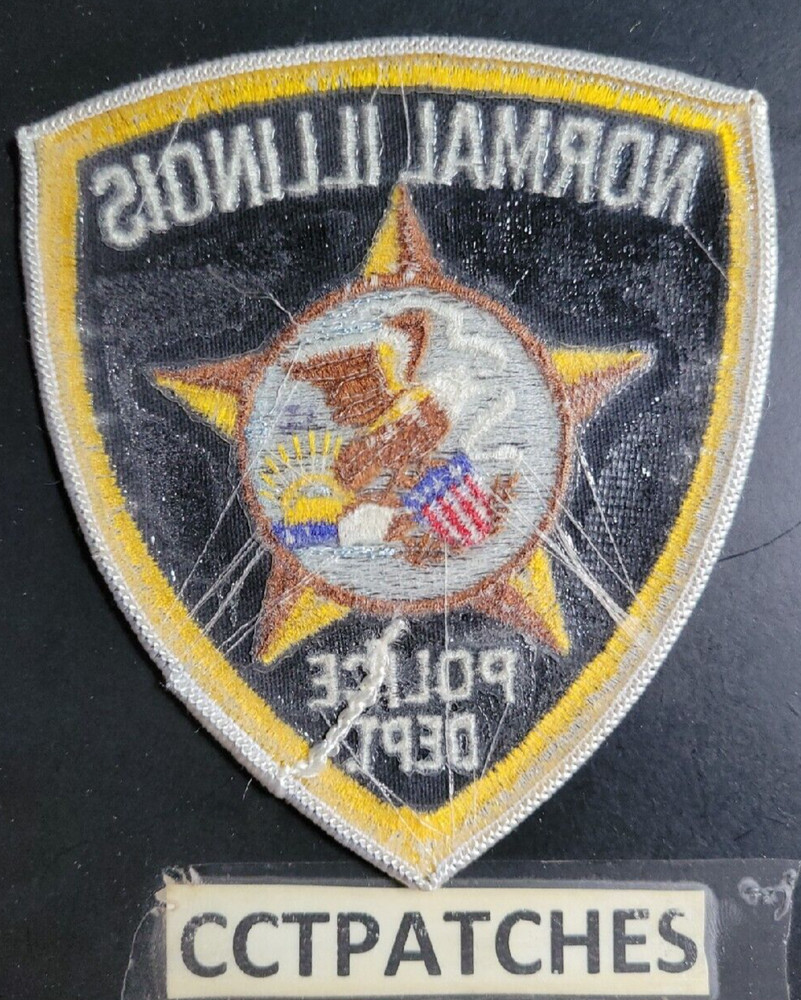 NORMAL ILLINOIS
POLICE
DEPT.
CCTPATCHES